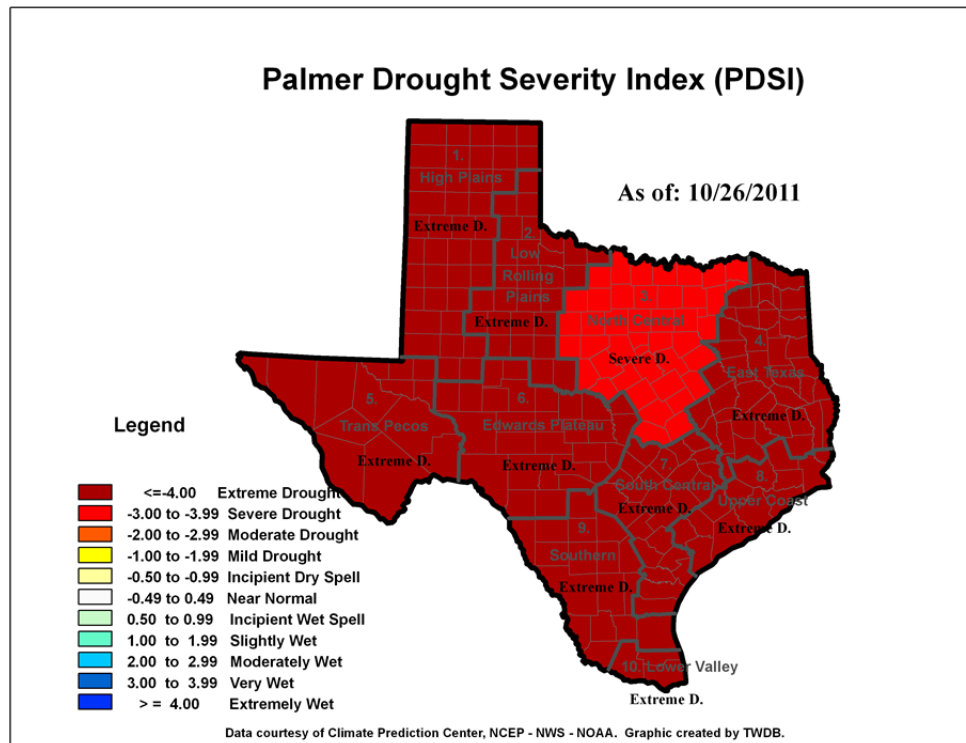 Palmer Drought Severity Index (PDSI)
As of: 10/26/2011
1.
High Plains
Extreme D.
2.
Low
Rolling
Plains
Extreme D.
3.
North Central
Severe D.
4.
East Texas
Extreme D.
5.
Trans Pecos
Extreme D.
6.
Edwards Plateau
Extreme D.
7.
South Central
Extreme D.
8.
Upper Coast
Extreme D.
9.
Southern
Extreme D.
10. Lower Valley
Extreme D.
Legend
<=-4.00 Extreme Drought
-3.00 to -3.99 Severe Drought
-2.00 to -2.99 Moderate Drought
-1.00 to -1.99 Mild Drought
-0.50 to -0.99 Incipient Dry Spell
-0.49 to 0.49 Near Normal
0.50 to 0.99 Incipient Wet Spell
1.00 to 1.99 Slightly Wet
2.00 to 2.99 Moderately Wet
3.00 to 3.99 Very Wet
> = 4.00 Extremely Wet
Data courtesy of Climate Prediction Center, NCEP - NWS - NOAA. Graphic created by TWDB.